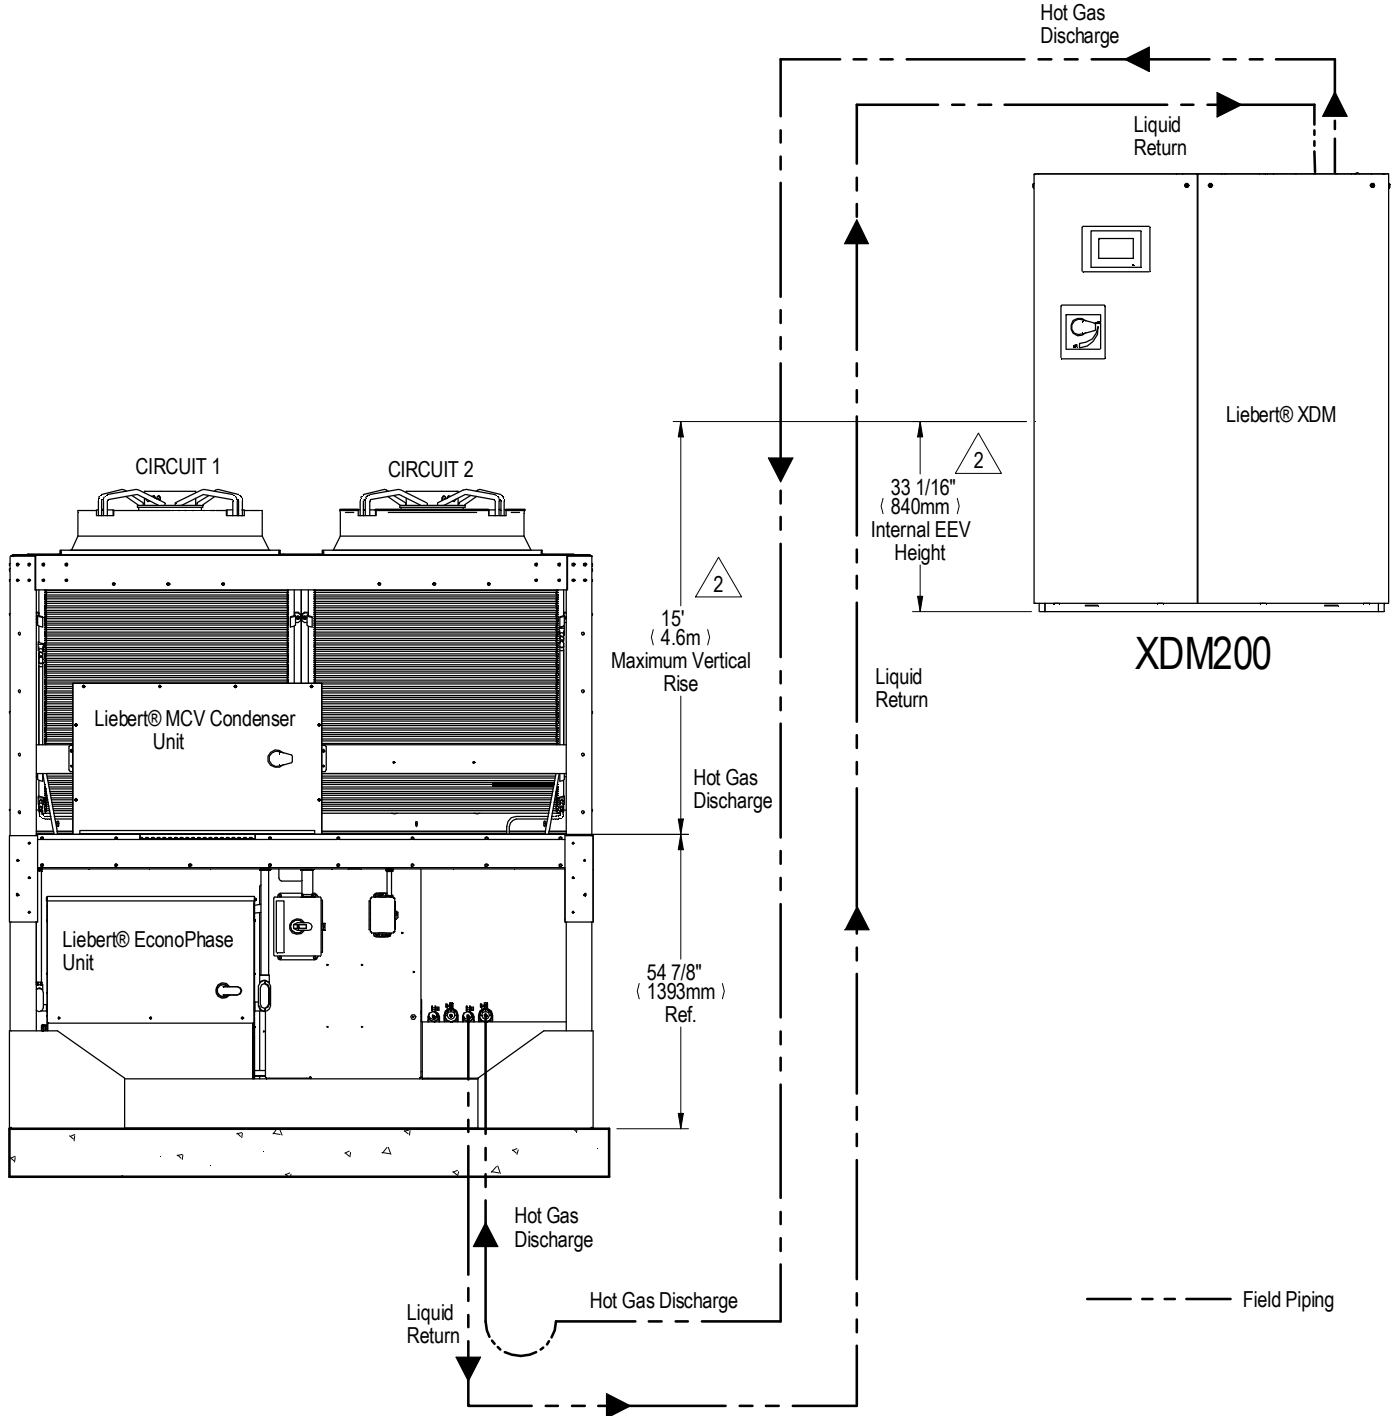 Hot Gas
Discharge
Liquid
Return
Liebert® XDM
CIRCUIT 1
CIRCUIT 2
2
33 1/16"
( 840mm )
Internal EEV
Height
2
15'
( 4.6m )
Maximum Vertical
Rise
XDM200
Liquid
Return
Liebert® MCV Condenser
Unit
Hot Gas
Discharge
Liebert® EconoPhase
Unit
54 7/8"
( 1393mm )
Ref.
Hot Gas
Discharge
Hot Gas Discharge
Field Piping
Liquid
Return